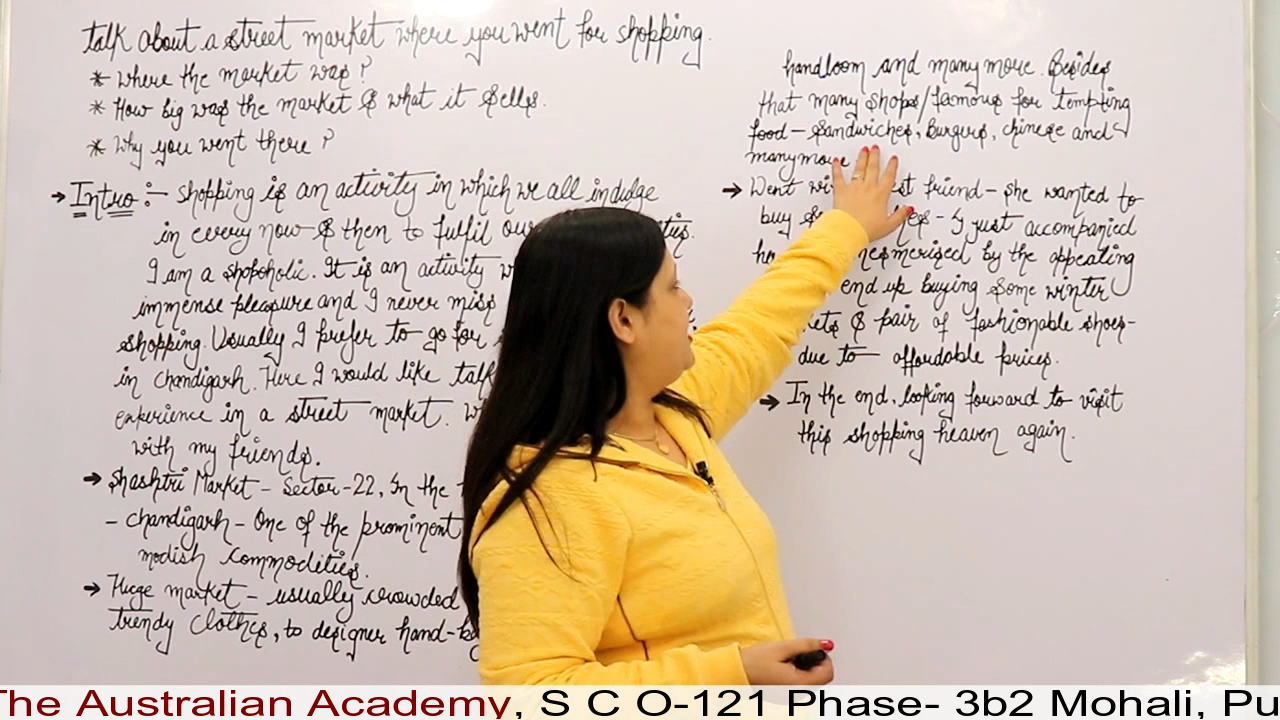 talk about a street market where you went for shopping.
* Where the market was?
* How big was the market & what it sells.
* Why you went there?
→ Intro :- Shopping is an activity in which we all indulge
in every now & then to fulfil our
I am a shopoholic. It is an activity
immense pleasure and I never miss
shopping. Usually I prefer to go for
in chandigarh. Here I would like talk
experience in a street market.
with my friends.
→ Shashtri Market - Sector-22, In the
- chandigarh - One of the prominent
modish commodities.
→ Huge market - usually crowded
trendy clothes, to designer hand-
handloom and many more. Besides
that many shops/famous for tempting
food - Sandwiches, Burgers, chinese and
many more
→ Went friend - she wanted to
buy - I just accompanied
mesmerised by the appealing
end up buying some winter
& pair of fashionable shoes-
due to affordable prices.
→ In the end, looking forward to visit
this shopping heaven again.
The Australian Academy, S C O-121 Phase- 3b2 Mohali, Pu